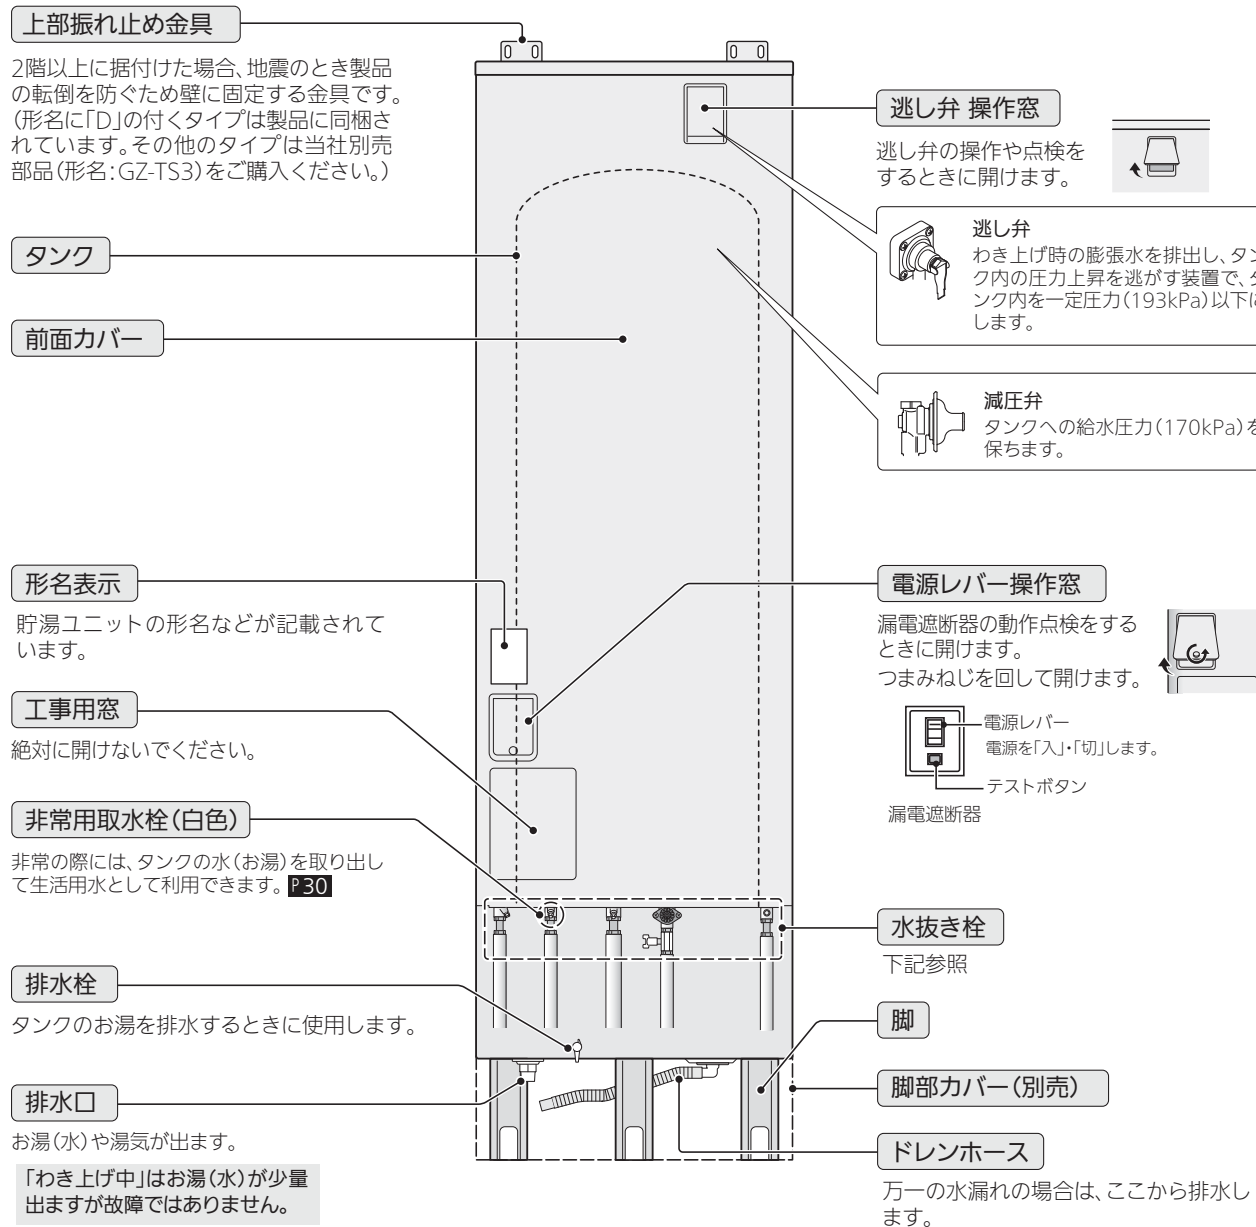 上部振れ止め金具
2階以上に据付けた場合、地震のとき製品
の転倒を防ぐため壁に固定する金具です。
（形名に「D」の付くタイプは製品に同梱さ
れています。その他のタイプは当社別売
部品（形名：GZ-TS3）をご購入ください。）
タンク
前面カバー
形名表示
貯湯ユニットの形名などが記載されて
います。
工事用窓
絶対に開けないでください。
非常用取水栓（白色）
非常の際には、タンクの水（お湯）を取り出し
て生活用水として利用できます。P30
排水栓
タンクのお湯を排水するときに使用します。
排水口
お湯（水）や湯気が出ます。
「わき上げ中」はお湯（水）が少量
出ますが故障ではありません。
逃し弁 操作窓
逃し弁の操作や点検を
するときに開けます。
逃し弁
わき上げ時の膨張水を排出し、タン
ク内の圧力上昇を逃がす装置で、タ
ンク内を一定圧力（193kPa）以下に
します。
減圧弁
タンクへの給水圧力（170kPa）を
保ちます。
電源レバー操作窓
漏電遮断器の動作点検をする
ときに開けます。
つまみねじを回して開けます。
電源レバー
電源を「入」・「切」します。
テストボタン
漏電遮断器
水抜き栓
下記参照
脚
脚部カバー（別売）
ドレンホース
万一の水漏れの場合は、ここから排水し
ます。